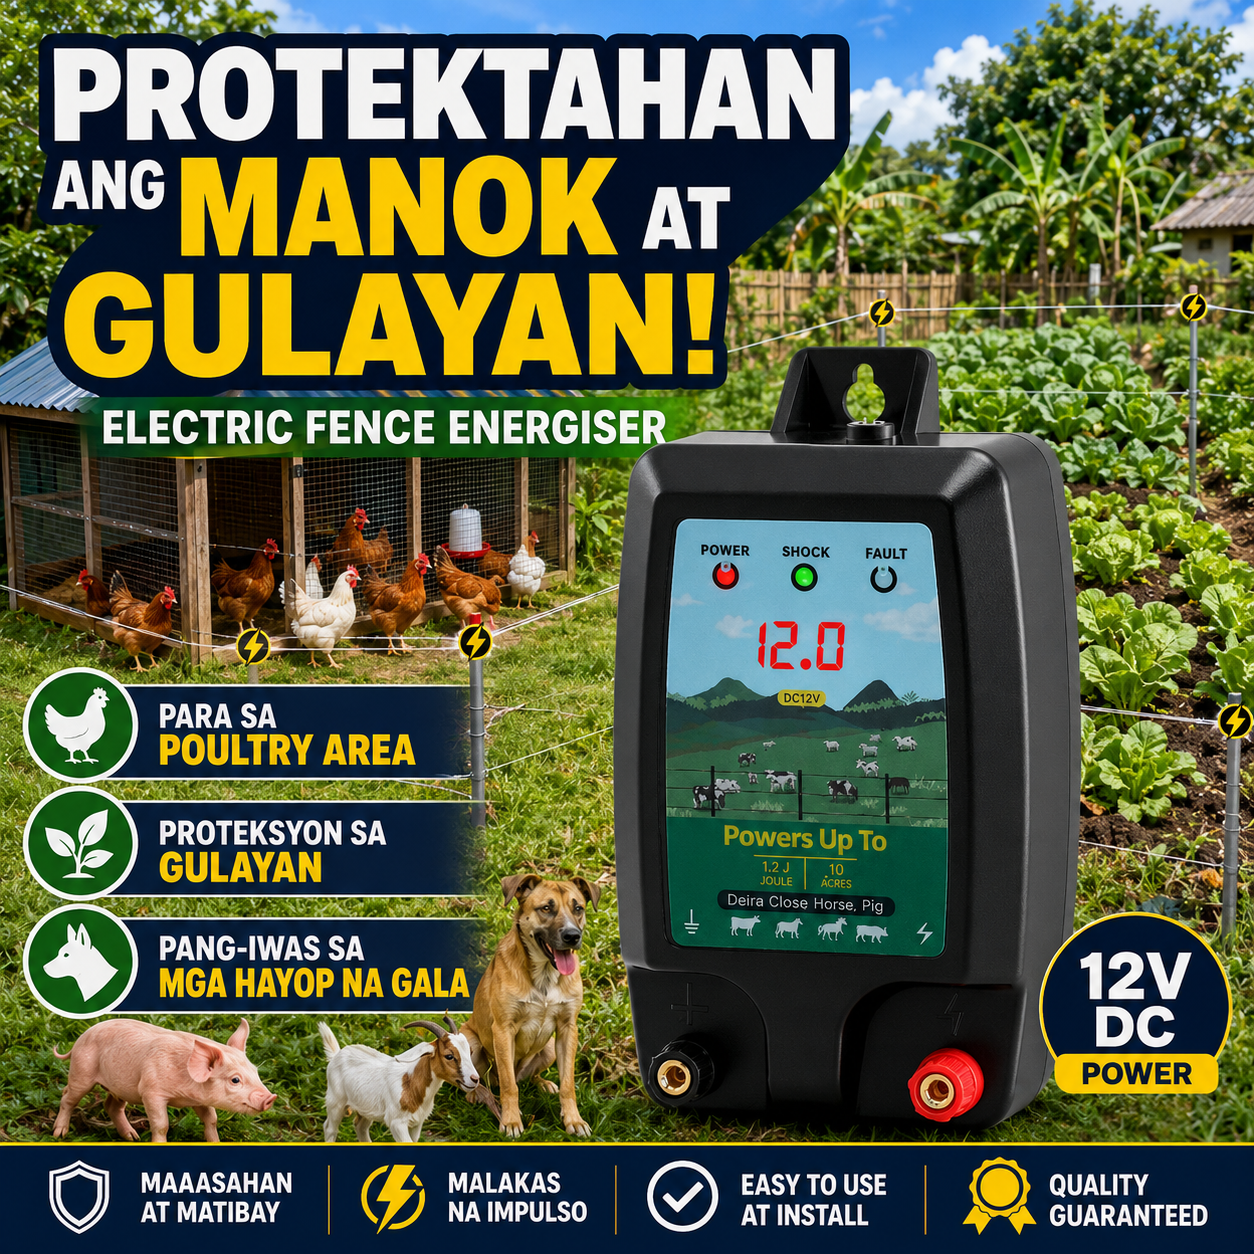 PROTEKTAHAN
ANG MANOK AT
GULAYAN!
ELECTRIC FENCE ENERGISER
POWER SHOCK FAULT
12.0
DC12V
Powers Up To
1.2 J 10
JOULE ACRES
Deira Close Horse, Pig
PARA SA
POULTRY AREA
PROTEKSYON SA
GULAYAN
PANG-IWAS SA
MGA HAYOP NA GALA
12V
DC
POWER
MAAASAHAN
AT MATIBAY
MALAKAS
NA IMPULSO
EASY TO USE
AT INSTALL
QUALITY
GUARANTEED